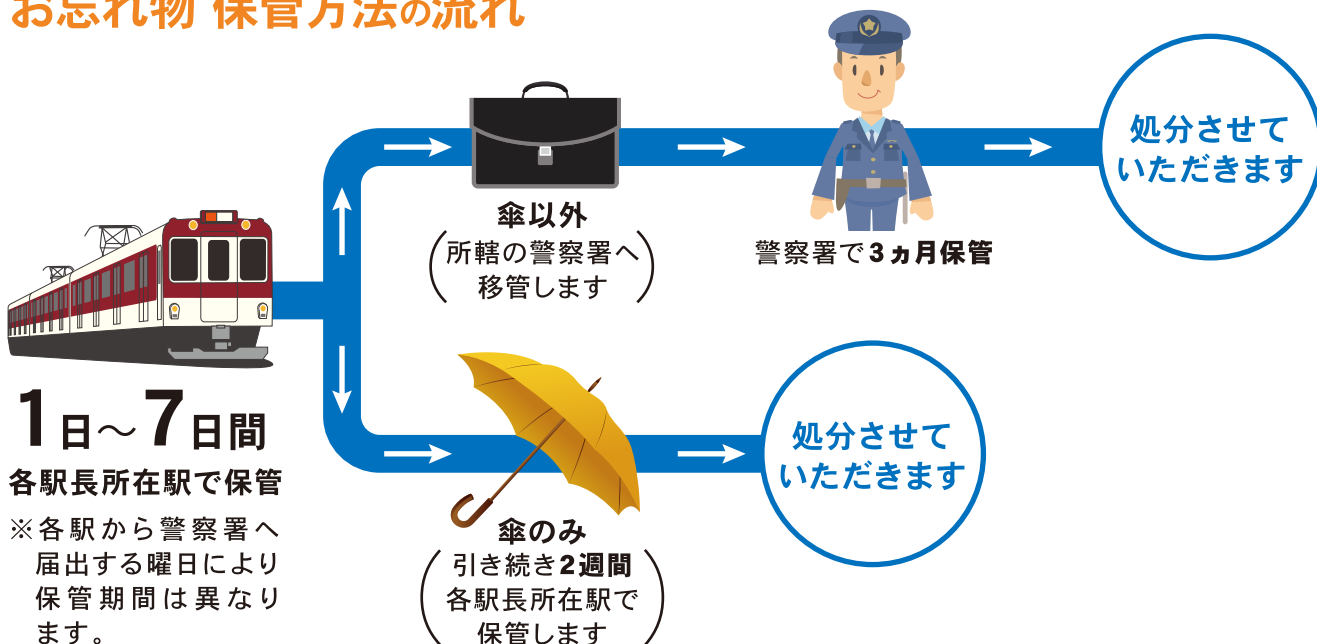 お忘れ物 保管方法の流れ
処分させて
いただきます
傘以外
(所轄の警察署へ
移管します)
警察署で3ヵ月保管
1日～7日間
各駅長所在駅で保管
※各駅から警察署へ
届出する曜日により
保管期間は異なり
ます。
処分させて
いただきます
傘のみ
(引き続き2週間
各駅長所在駅で
保管します)